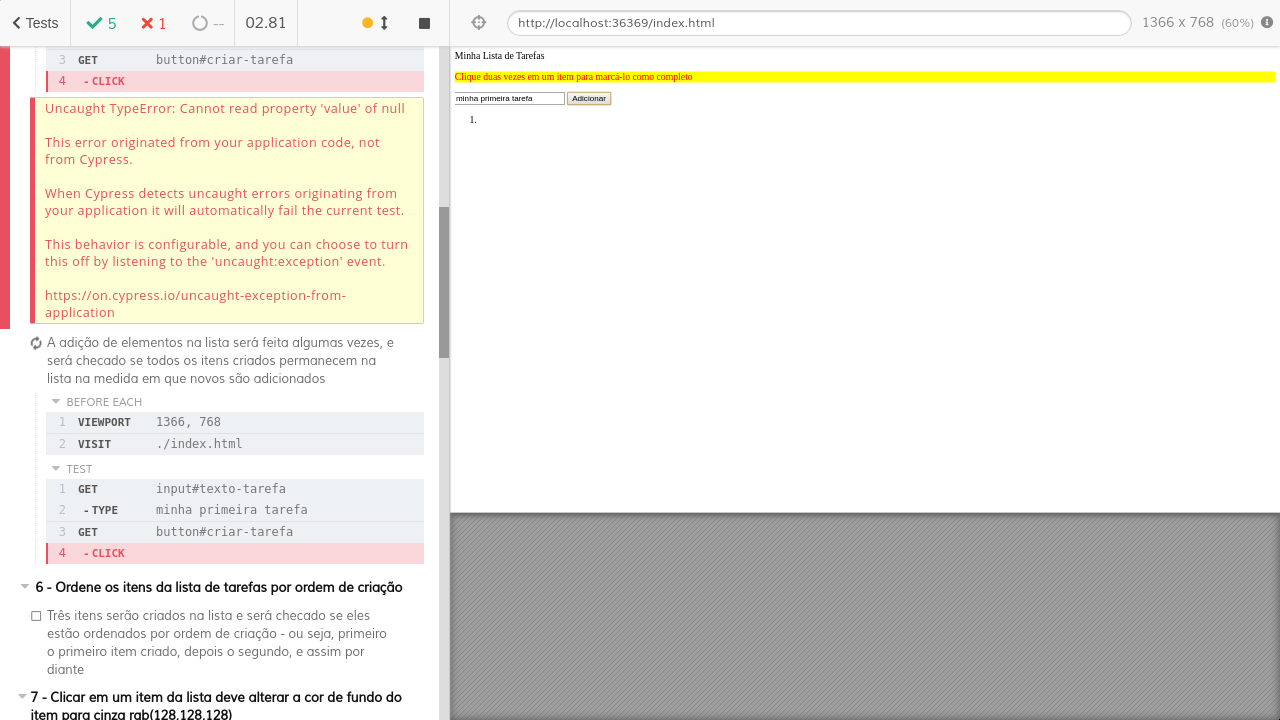 Tests
5
1
--
02.81
http://localhost:36369/index.html
1366 x 768 (60%)
3 GET button#criar-tarefa
4 - CLICK
Uncaught TypeError: Cannot read property 'value' of null
This error originated from your application code, not
from Cypress.
When Cypress detects uncaught errors originating from
your application it will automatically fail the current test.
This behavior is configurable, and you can choose to turn
this off by listening to the 'uncaught:exception' event.
https://on.cypress.io/uncaught-exception-from-
application
A adição de elementos na lista será feita algumas vezes, e
será checado se todos os itens criados permanecem na
lista na medida em que novos são adicionados
BEFORE EACH
1 VIEWPORT 1366, 768
2 VISIT ./index.html
TEST
1 GET input#texto-tarefa
2 - TYPE minha primeira tarefa
3 GET button#criar-tarefa
4 - CLICK
6 - Ordene os itens da lista de tarefas por ordem de criação
Três itens serão criados na lista e será checado se eles
estão ordenados por ordem de criação - ou seja, primeiro
o primeiro item criado, depois o segundo, e assim por
diante
7 - Clicar em um item da lista deve alterar a cor de fundo do
item para cinza rgb(128,128,128)
Minha Lista de Tarefas
Clique duas vezes em um item para marcá-lo como completo
minha primeira tarefa Adicionar
1.